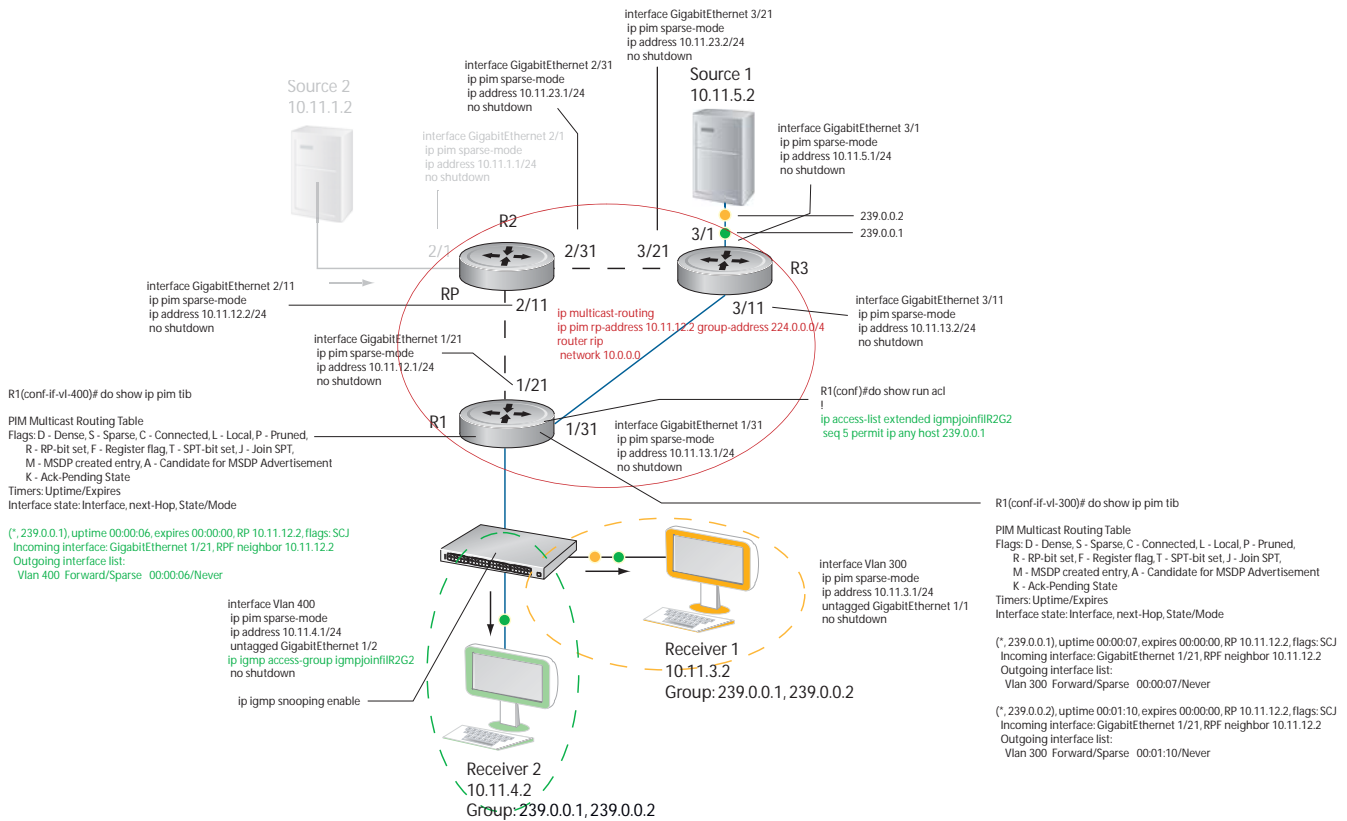 interface GigabitEthernet 3/21
ip pim sparse-mode
ip address 10.11.23.2/24
no shutdown
interface GigabitEthernet 2/31
ip pim sparse-mode
ip address 10.11.23.1/24
no shutdown
Source 2
10.11.1.2
Source 1
10.11.5.2
interface GigabitEthernet 2/1
ip pim sparse-mode
ip address 10.11.1.1/24
no shutdown
interface GigabitEthernet 3/1
ip pim sparse-mode
ip address 10.11.5.1/24
no shutdown
239.0.0.2
239.0.0.1
R2
2/1
2/31
3/21
3/1
R3
RP
2/11
3/11
interface GigabitEthernet 2/11
ip pim sparse-mode
ip address 10.11.12.2/24
no shutdown
ip multicast-routing
ip pim rp-address 10.11.12.2 group-address 224.0.0.0/4
router rip
network 10.0.0.0
interface GigabitEthernet 3/11
ip pim sparse-mode
ip address 10.11.13.2/24
no shutdown
interface GigabitEthernet 1/21
ip pim sparse-mode
ip address 10.11.12.1/24
no shutdown
1/21
R1
1/31
R1(conf-if-vl-400)# do show ip pim tib
PIM Multicast Routing Table
Flags: D - Dense, S - Sparse, C - Connected, L - Local, P - Pruned,
R - RP-bit set, F - Register flag, T - SPT-bit set, J - Join SPT,
M - MSDP created entry, A - Candidate for MSDP Advertisement
K - Ack-Pending State
Timers: Uptime/Expires
Interface state: Interface, next-Hop, State/Mode
(*, 239.0.0.1), uptime 00:00:06, expires 00:00:00, RP 10.11.12.2, flags: SCJ
Incoming interface: GigabitEthernet 1/21, RPF neighbor 10.11.12.2
Outgoing interface list:
Vlan 400 Forward/Sparse 00:00:06/Never
R1(conf)#do show run acl
!
ip access-list extended igmpjoinfilR2G2
seq 5 permit ip any host 239.0.0.1
interface GigabitEthernet 1/31
ip pim sparse-mode
ip address 10.11.13.1/24
no shutdown
R1(conf-if-vl-300)# do show ip pim tib
PIM Multicast Routing Table
Flags: D - Dense, S - Sparse, C - Connected, L - Local, P - Pruned,
R - RP-bit set, F - Register flag, T - SPT-bit set, J - Join SPT,
M - MSDP created entry, A - Candidate for MSDP Advertisement
K - Ack-Pending State
Timers: Uptime/Expires
Interface state: Interface, next-Hop, State/Mode
(*, 239.0.0.1), uptime 00:00:07, expires 00:00:00, RP 10.11.12.2, flags: SCJ
Incoming interface: GigabitEthernet 1/21, RPF neighbor 10.11.12.2
Outgoing interface list:
Vlan 300 Forward/Sparse 00:00:07/Never
(*, 239.0.0.2), uptime 00:01:10, expires 00:00:00, RP 10.11.12.2, flags: SCJ
Incoming interface: GigabitEthernet 1/21, RPF neighbor 10.11.12.2
Outgoing interface list:
Vlan 300 Forward/Sparse 00:01:10/Never
interface Vlan 300
ip pim sparse-mode
ip address 10.11.3.1/24
untagged GigabitEthernet 1/1
no shutdown
interface Vlan 400
ip pim sparse-mode
ip address 10.11.4.1/24
untagged GigabitEthernet 1/2
ip igmp access-group igmpjoinfilR2G2
no shutdown
ip igmp snooping enable
Receiver 1
10.11.3.2
Group: 239.0.0.1, 239.0.0.2
Receiver 2
10.11.4.2
Group: 239.0.0.1, 239.0.0.2